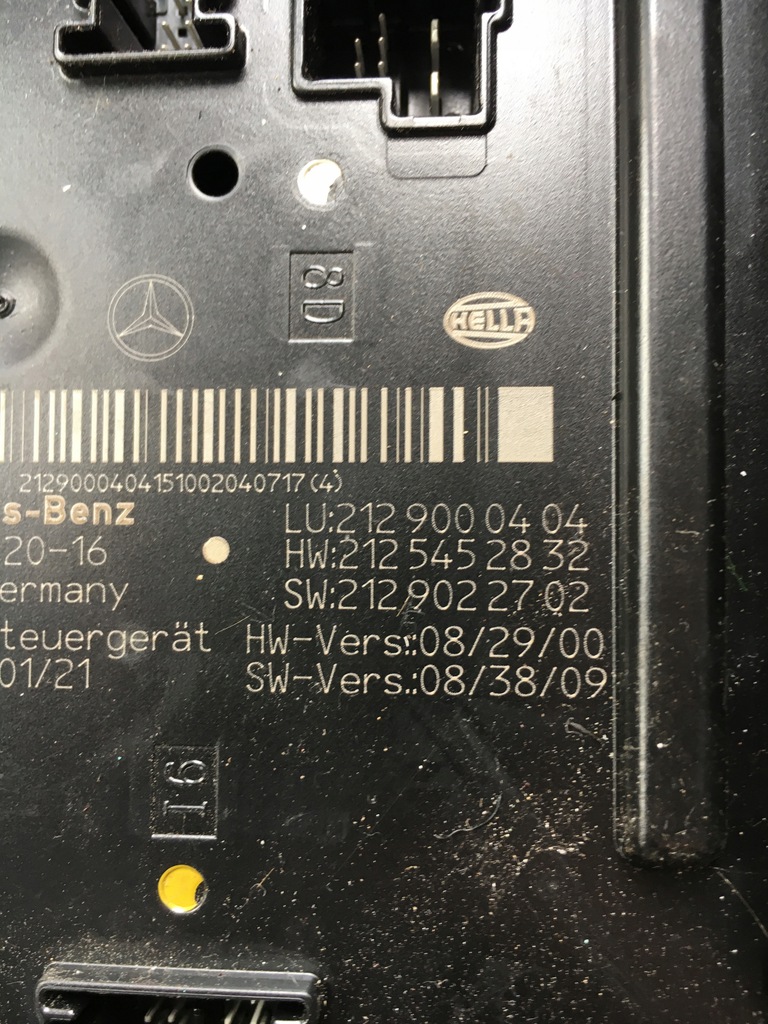 8D
HELLA
2129000404151002040717(4)
s-Benz
LU:212 900 04 04
20-16
HW:212 545 28 32
ermany
SW:212 902 27 02
teuergerät
HW-Vers.:08/29/00
01/21
SW-Vers.:08/38/09
H6